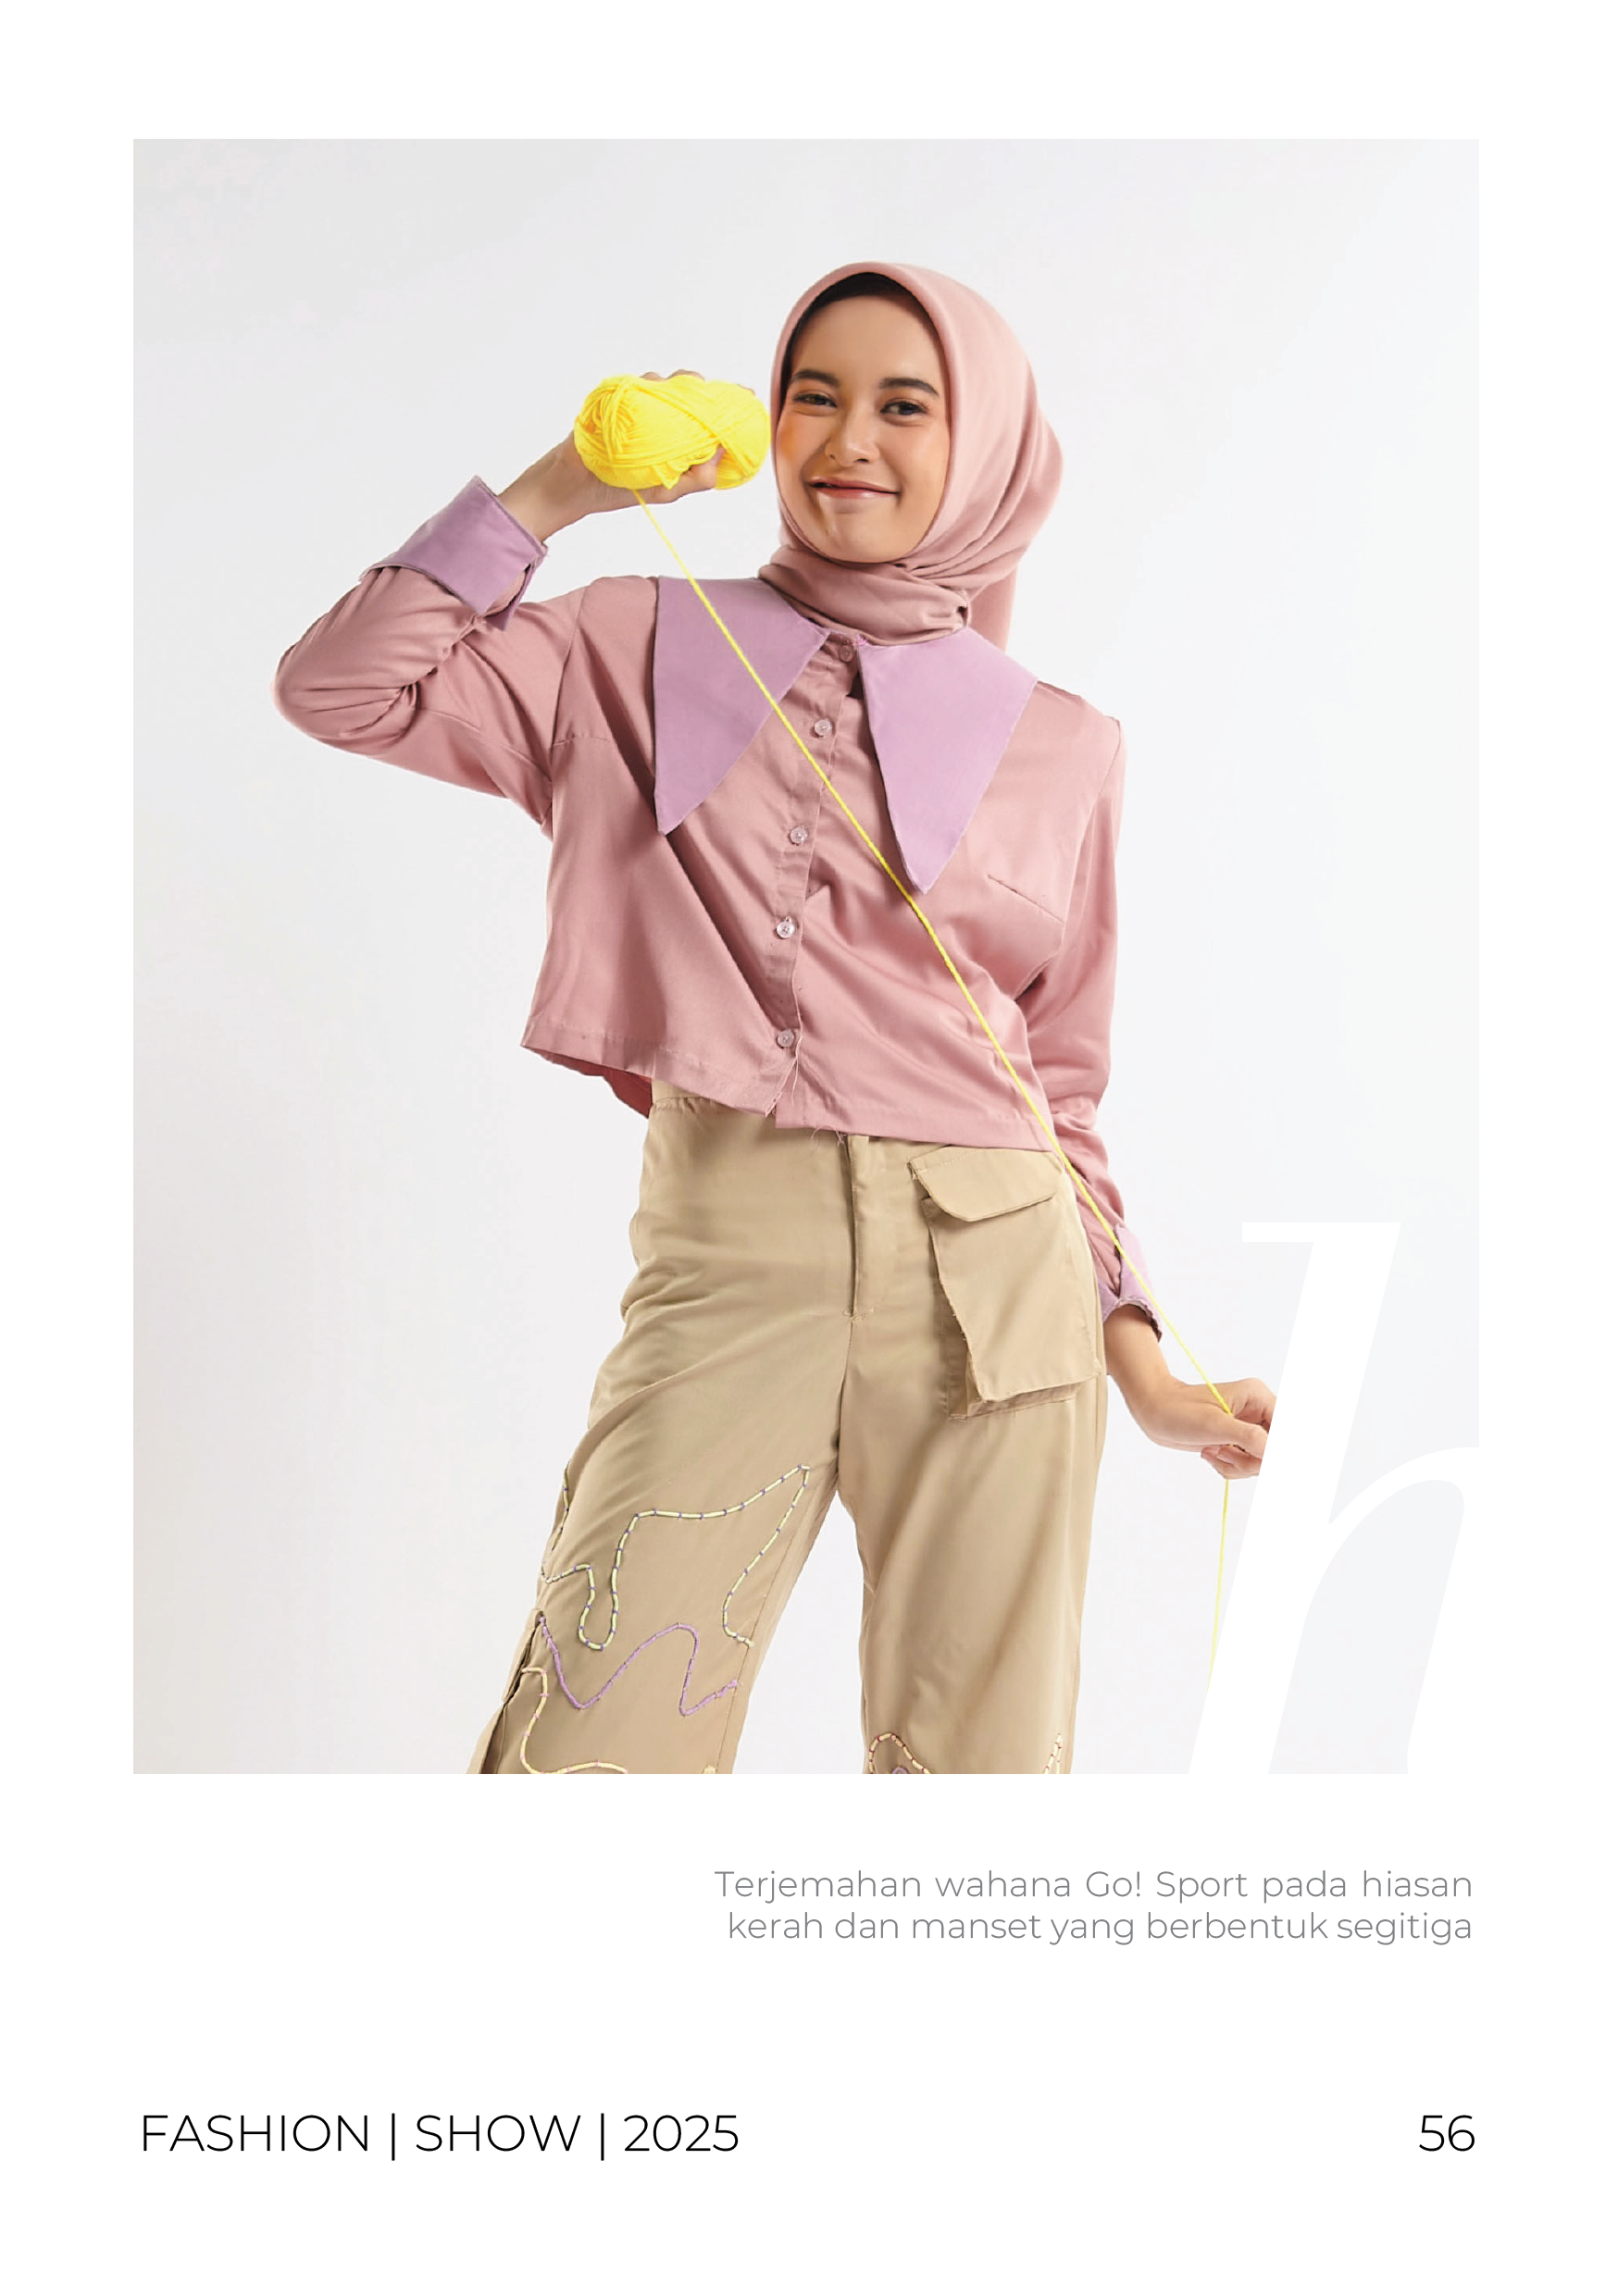 h
Terjemahan wahana Go! Sport pada hiasan
kerah dan manset yang berbentuk segitiga
FASHION | SHOW | 2025
56